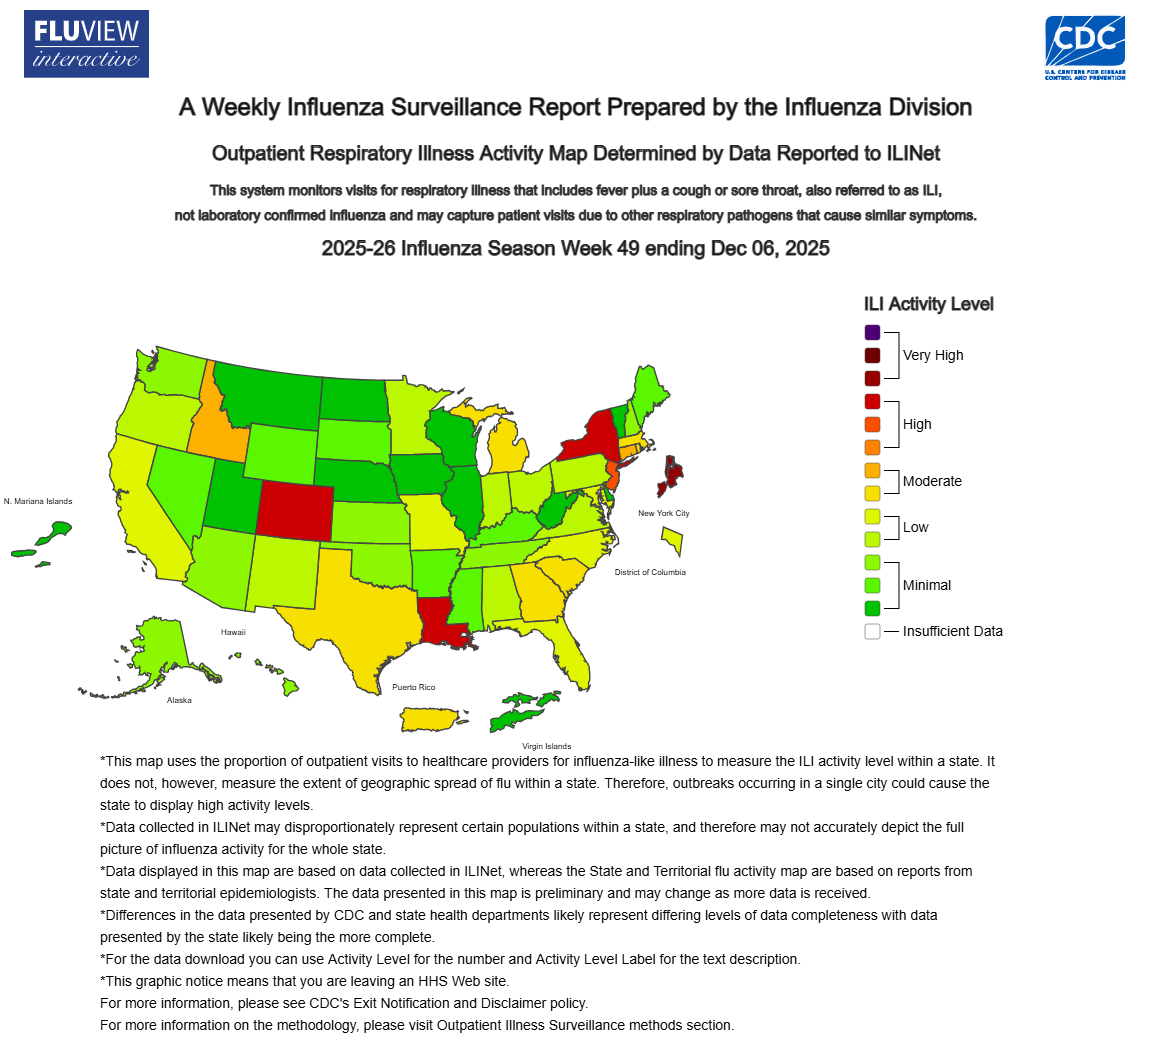 FLUVIEW
interactive
CDC
U.S. CENTERS FOR DISEASE
CONTROL AND PREVENTION
A Weekly Influenza Surveillance Report Prepared by the Influenza Division
Outpatient Respiratory Illness Activity Map Determined by Data Reported to ILINet
This system monitors visits for respiratory illness that includes fever plus a cough or sore throat, also referred to as ILI,
not laboratory confirmed influenza and may capture patient visits due to other respiratory pathogens that cause similar symptoms.
2025-26 Influenza Season Week 49 ending Dec 06, 2025
ILI Activity Level
Very High
High
Moderate
Low
Minimal
Insufficient Data
N. Mariana Islands
New York City
District of Columbia
Hawaii
Alaska
Puerto Rico
Virgin Islands
*This map uses the proportion of outpatient visits to healthcare providers for influenza-like illness to measure the ILI activity level within a state. It
does not, however, measure the extent of geographic spread of flu within a state. Therefore, outbreaks occurring in a single city could cause the
state to display high activity levels.
*Data collected in ILINet may disproportionately represent certain populations within a state, and therefore may not accurately depict the full
picture of influenza activity for the whole state.
*Data displayed in this map are based on data collected in ILINet, whereas the State and Territorial flu activity map are based on reports from
state and territorial epidemiologists. The data presented in this map is preliminary and may change as more data is received.
*Differences in the data presented by CDC and state health departments likely represent differing levels of data completeness with data
presented by the state likely being the more complete.
*For the data download you can use Activity Level for the number and Activity Level Label for the text description.
*This graphic notice means that you are leaving an HHS Web site.
For more information, please see CDC's Exit Notification and Disclaimer policy.
For more information on the methodology, please visit Outpatient Illness Surveillance methods section.